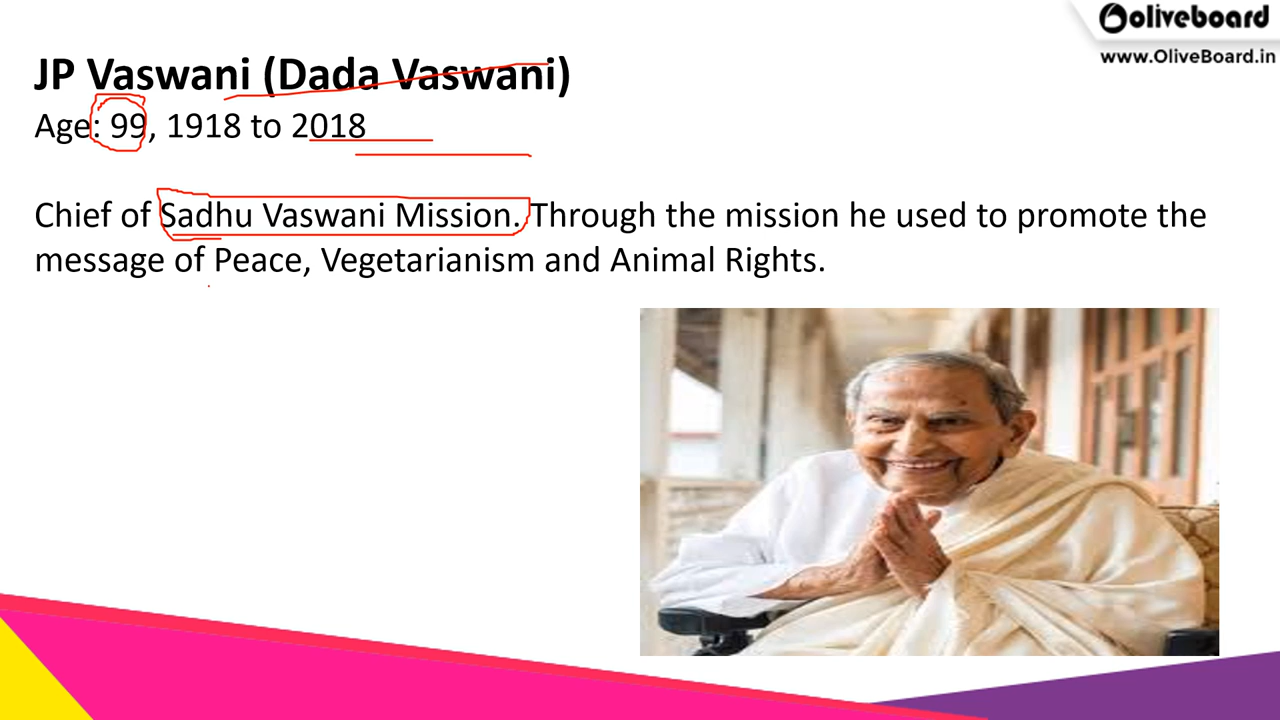 oliveboard
www.OliveBoard.in
JP Vaswani (Dada Vaswani)
Age: 99, 1918 to 2018
Chief of Sadhu Vaswani Mission. Through the mission he used to promote the
message of Peace, Vegetarianism and Animal Rights.